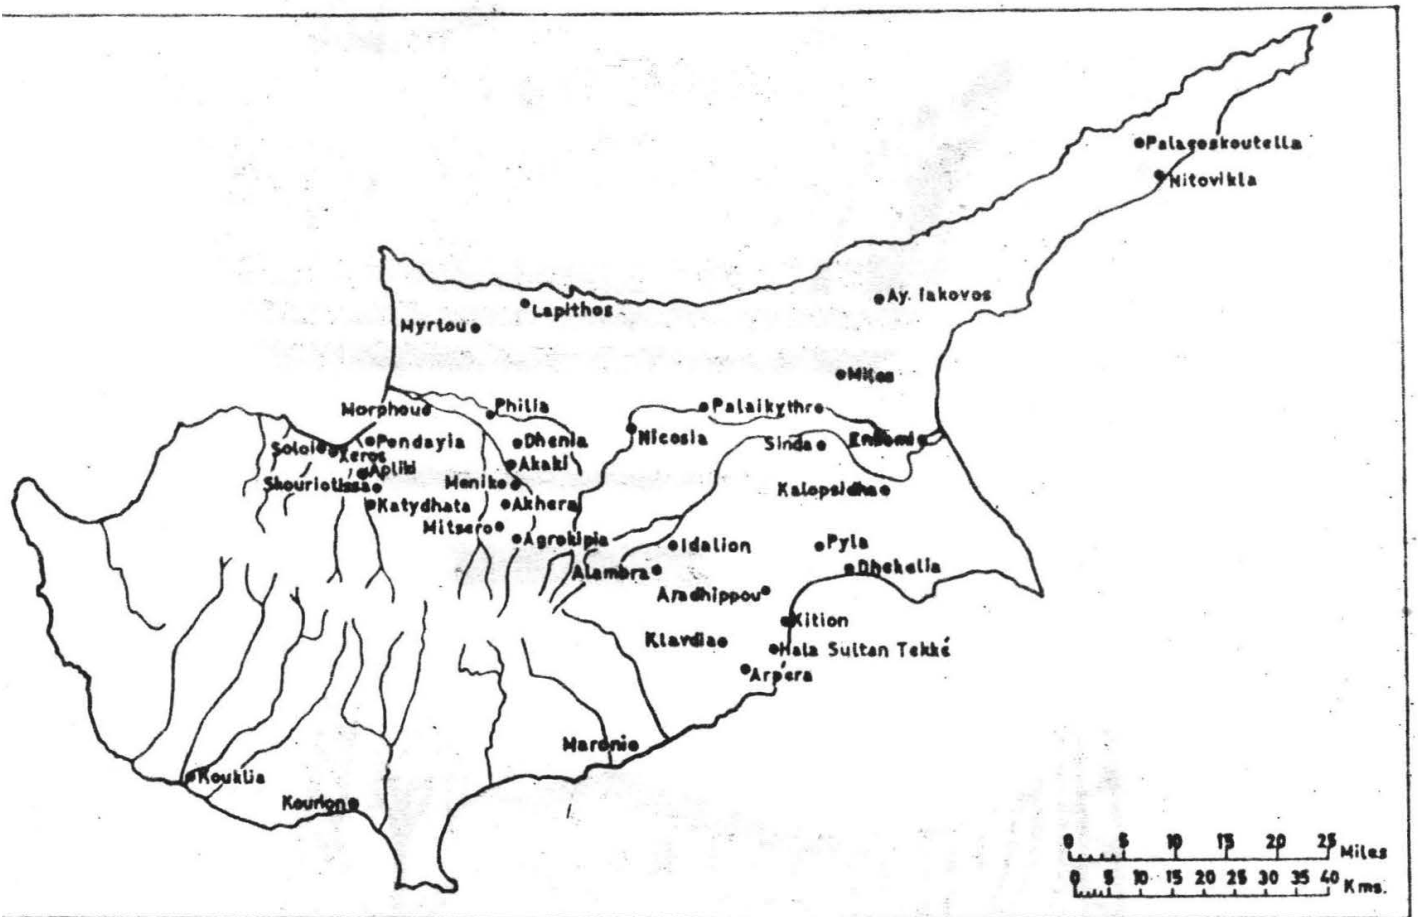 Palaeoskoutella
Nitovikla
Ay. Iakovos
Lapithos
Myrtou
Milea
Morphou
Philia
Palaikythro
Nicosia
Sinda
Enkomi
Soloi
Xeros
Pendayia
Dhenia
Apliki
Akaki
Skouriotissa
Meniko
Kalopsidha
Katydhata
Akhera
Mitsero
Agrokipia
Idalion
Pyla
Alambra
Dhekelia
Aradhippou
Kition
Klavdia
Hala Sultan Tekké
Arpera
Maroni
Kouklia
Kourion
0 5 10 15 20 25 Miles
0 5 10 15 20 25 30 35 40 Kms.